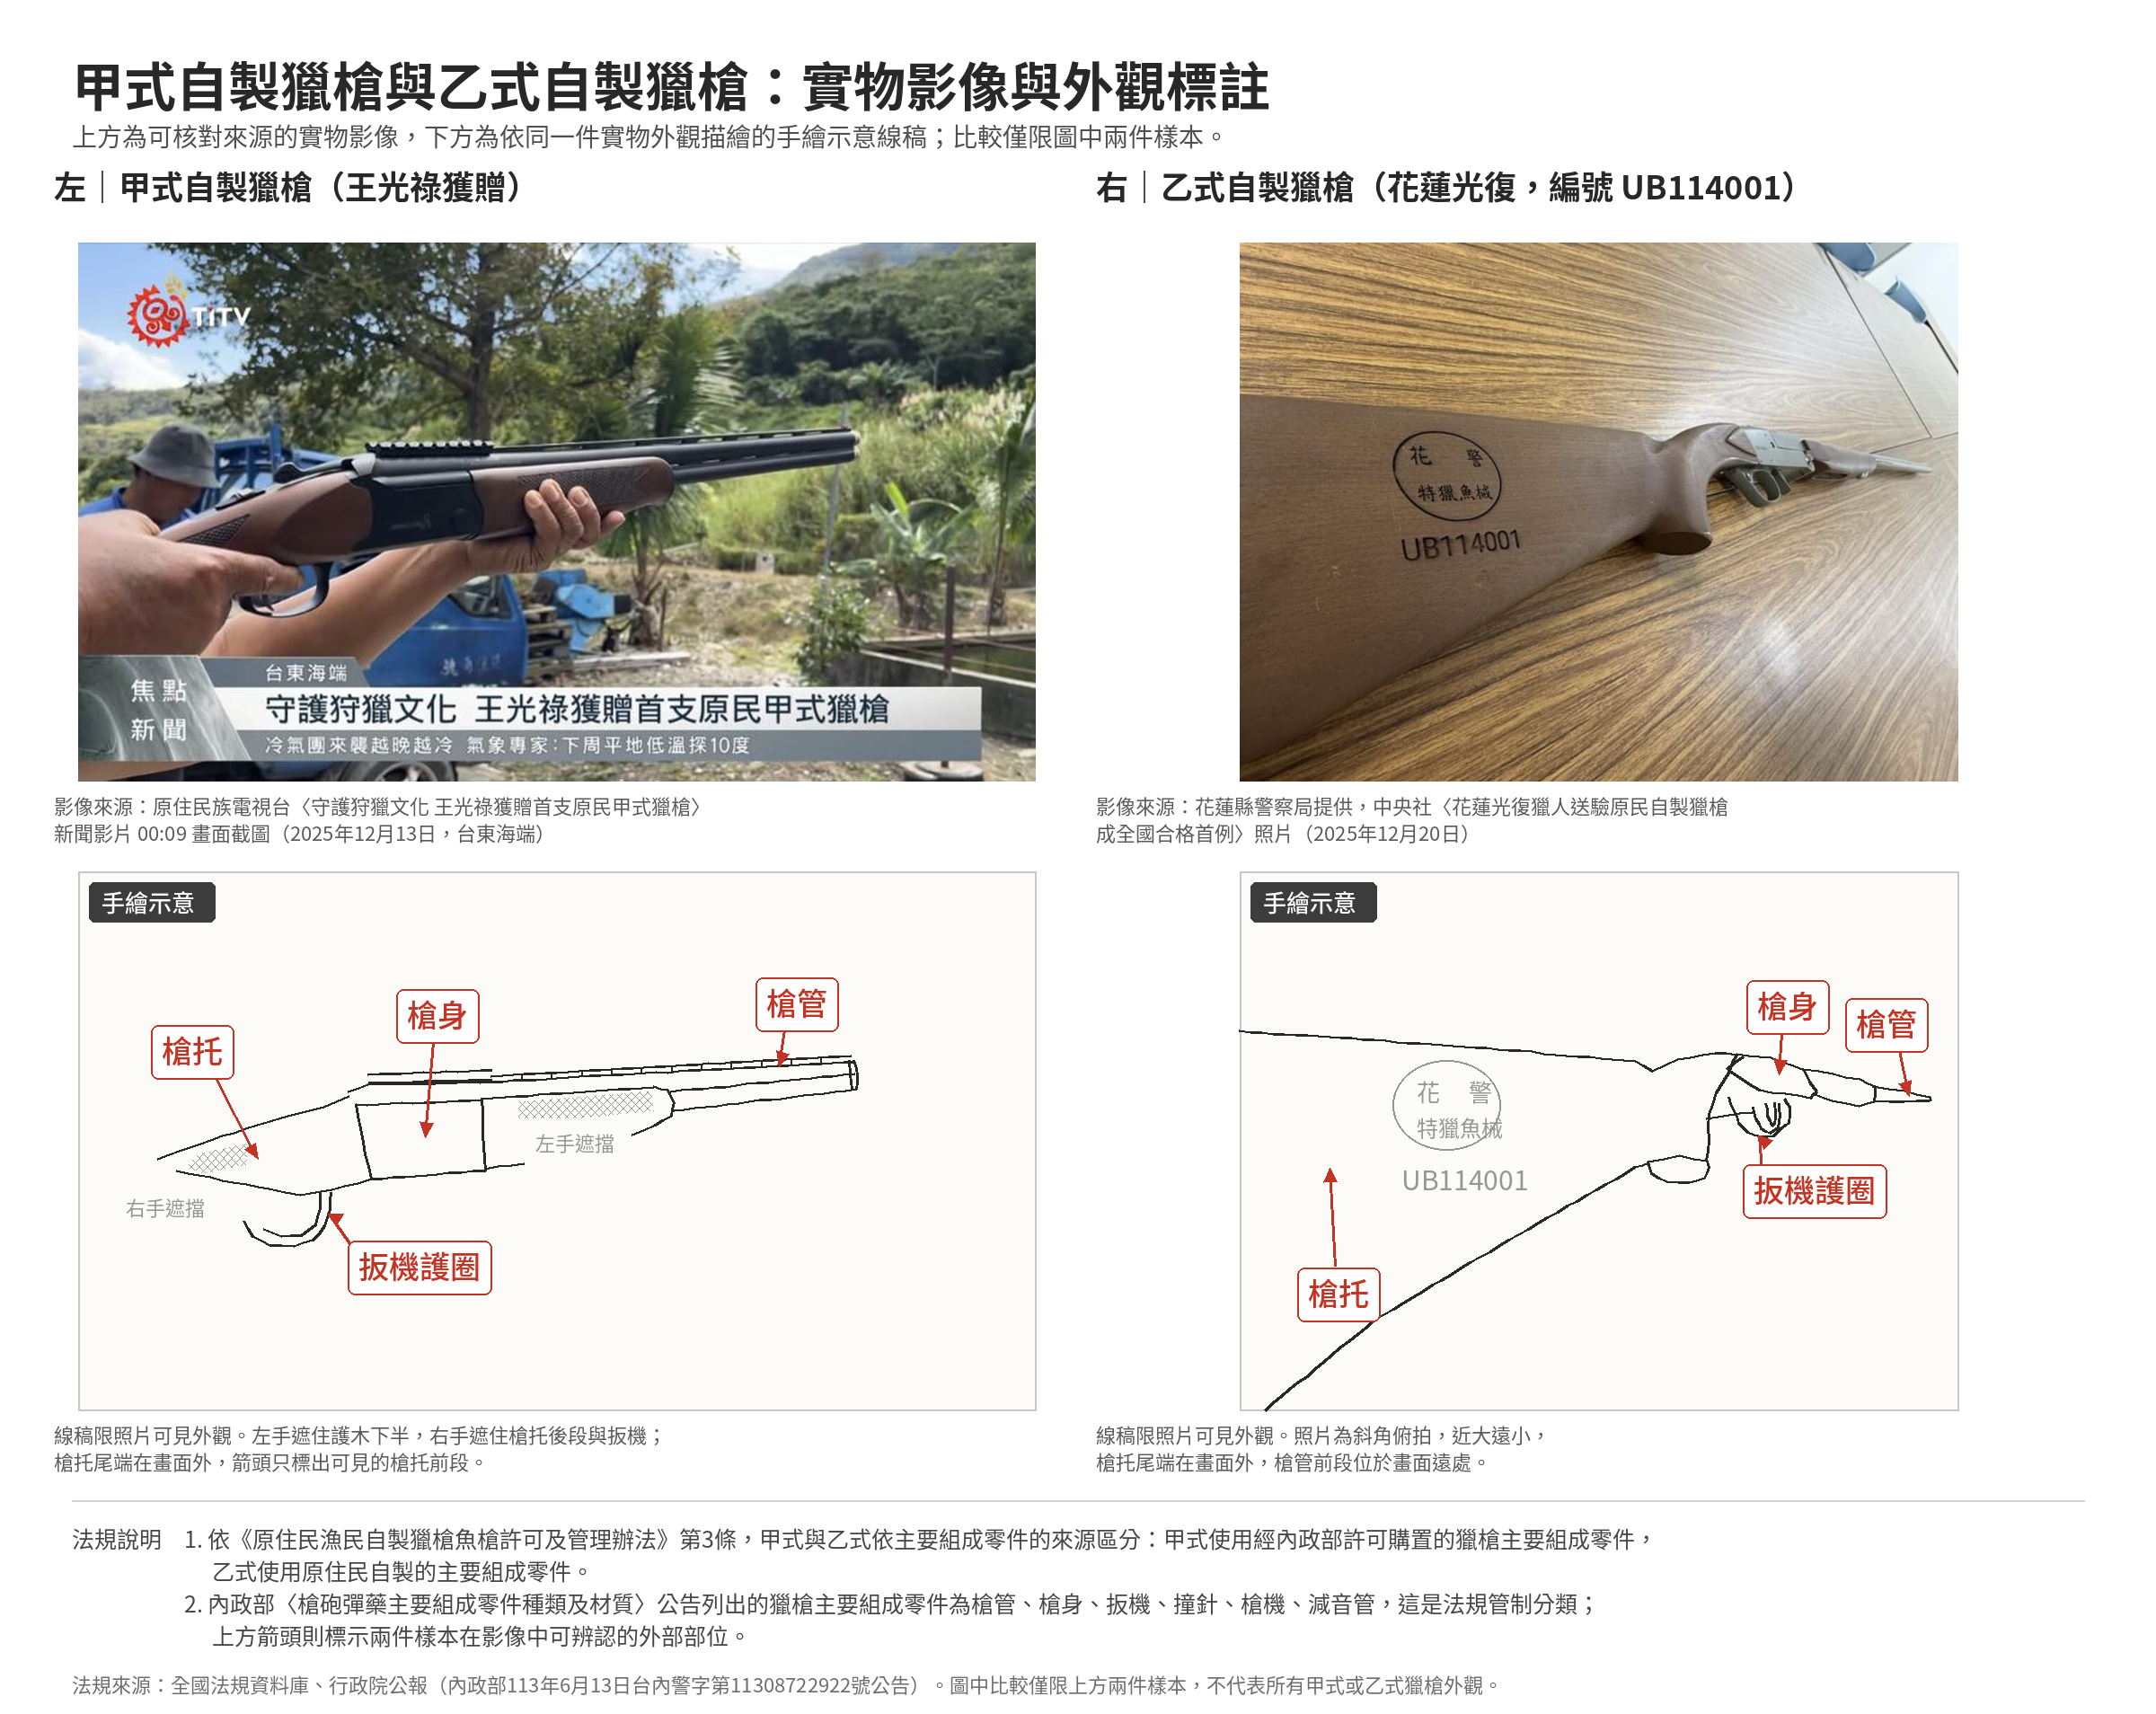 甲式自製獵槍與乙式自製獵槍：實物影像與外觀標註
上方為可核對來源的實物影像，下方為依同一件實物外觀描繪的手繪示意線稿；比較僅限圖中兩件樣本。
左｜甲式自製獵槍（王光祿獲贈）
TITV
台東海端
焦點
新聞
守護狩獵文化 王光祿獲贈首支原民甲式獵槍
冷氣團來襲越晚越冷 氣象專家：下周平地低溫探10度
影像來源：原住民族電視台〈守護狩獵文化 王光祿獲贈首支原民甲式獵槍〉
新聞影片 00:09 畫面截圖（2025年12月13日，台東海端）
右｜乙式自製獵槍（花蓮光復，編號 UB114001）
花 警
特獵魚械
UB114001
影像來源：花蓮縣警察局提供，中央社〈花蓮光復獵人送驗原民自製獵槍
成全國合格首例〉照片（2025年12月20日）
手繪示意
槍管
槍身
槍托
左手遮擋
右手遮擋
扳機護圈
線稿限照片可見外觀。左手遮住護木下半，右手遮住槍托後段與扳機；
槍托尾端在畫面外，箭頭只標出可見的槍托前段。
手繪示意
槍身
槍管
花 警
特獵魚械
UB114001
扳機護圈
槍托
線稿限照片可見外觀。照片為斜角俯拍，近大遠小，
槍托尾端在畫面外，槍管前段位於畫面遠處。
法規說明 1. 依《原住民漁民自製獵槍魚槍許可及管理辦法》第3條，甲式與乙式依主要組成零件的來源區分：甲式使用經內政部許可購置的獵槍主要組成零件，
乙式使用原住民自製的主要組成零件。
2. 內政部〈槍砲彈藥主要組成零件種類及材質〉公告列出的獵槍主要組成零件為槍管、槍身、扳機、撞針、槍機、減音管，這是法規管制分類；
上方箭頭則標示兩件樣本在影像中可辨認的外部部位。
法規來源：全國法規資料庫、行政院公報（內政部113年6月13日台內警字第11308722922號公告）。圖中比較僅限上方兩件樣本，不代表所有甲式或乙式獵槍外觀。